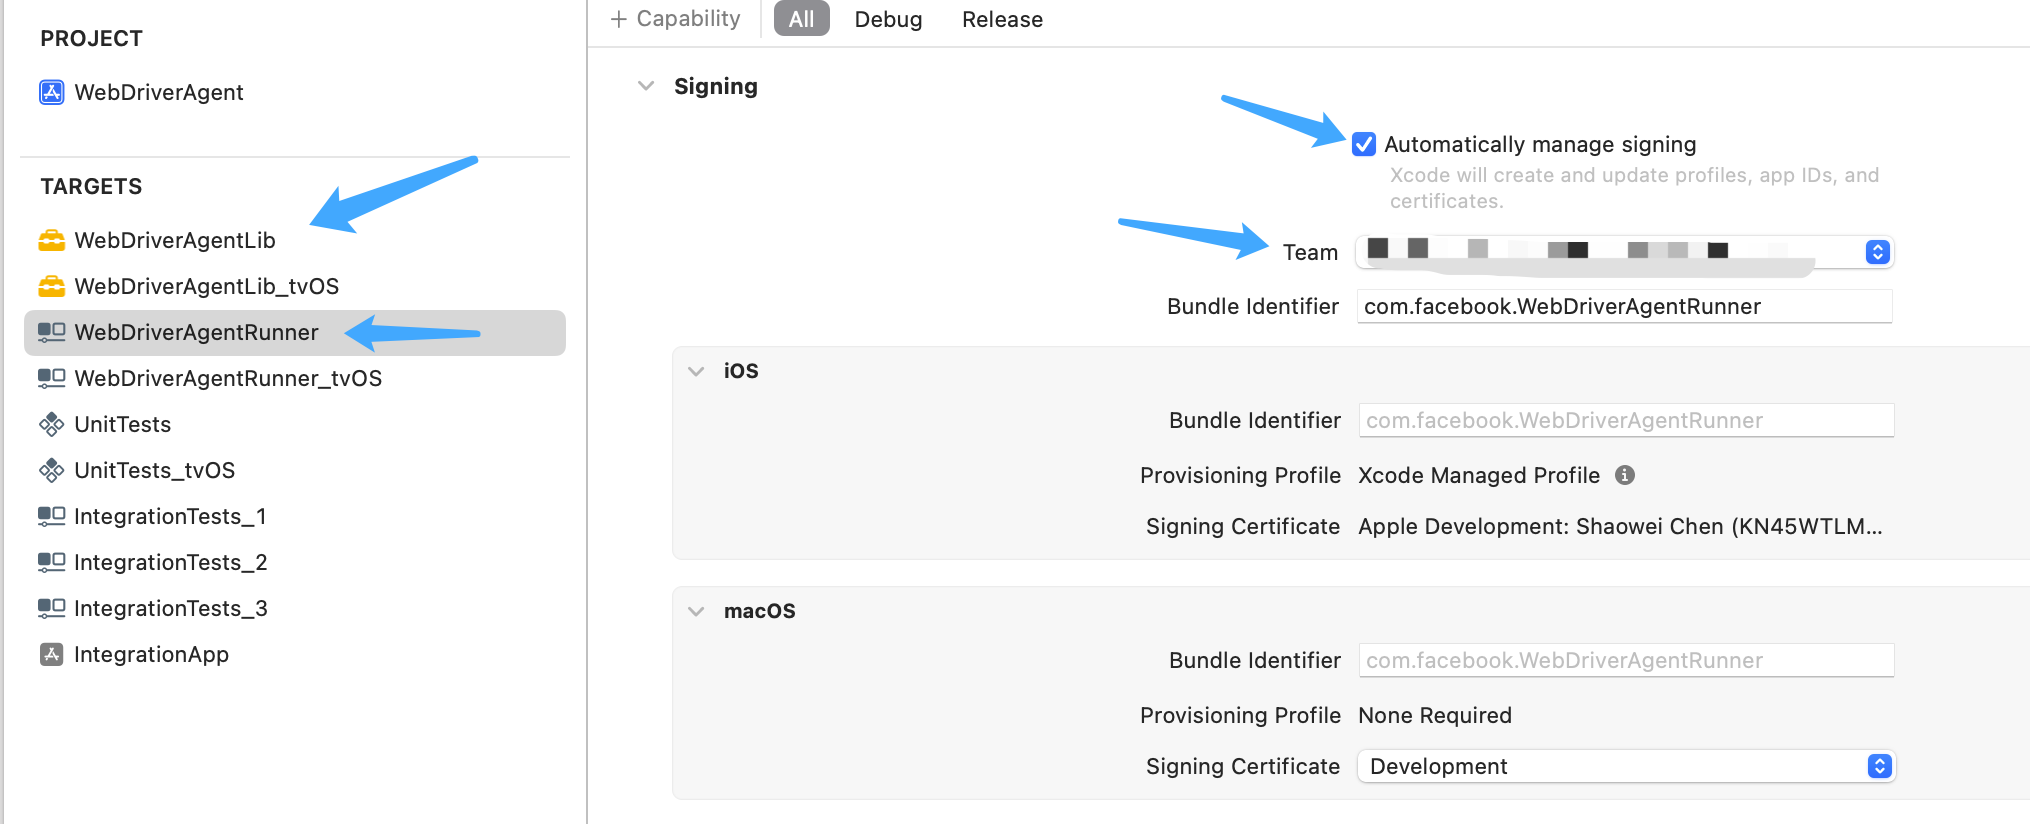 PROJECT
WebDriverAgent
TARGETS
WebDriverAgentLib
WebDriverAgentLib_tvOS
WebDriverAgentRunner
WebDriverAgentRunner_tvOS
UnitTests
UnitTests_tvOS
IntegrationTests_1
IntegrationTests_2
IntegrationTests_3
IntegrationApp
+ Capability All Debug Release
Signing
Automatically manage signing
Xcode will create and update profiles, app IDs, and
certificates.
Team
Bundle Identifier com.facebook.WebDriverAgentRunner
iOS
Bundle Identifier com.facebook.WebDriverAgentRunner
Provisioning Profile Xcode Managed Profile
Signing Certificate Apple Development: Shaowei Chen (KN45WTLM...
macOS
Bundle Identifier com.facebook.WebDriverAgentRunner
Provisioning Profile None Required
Signing Certificate Development